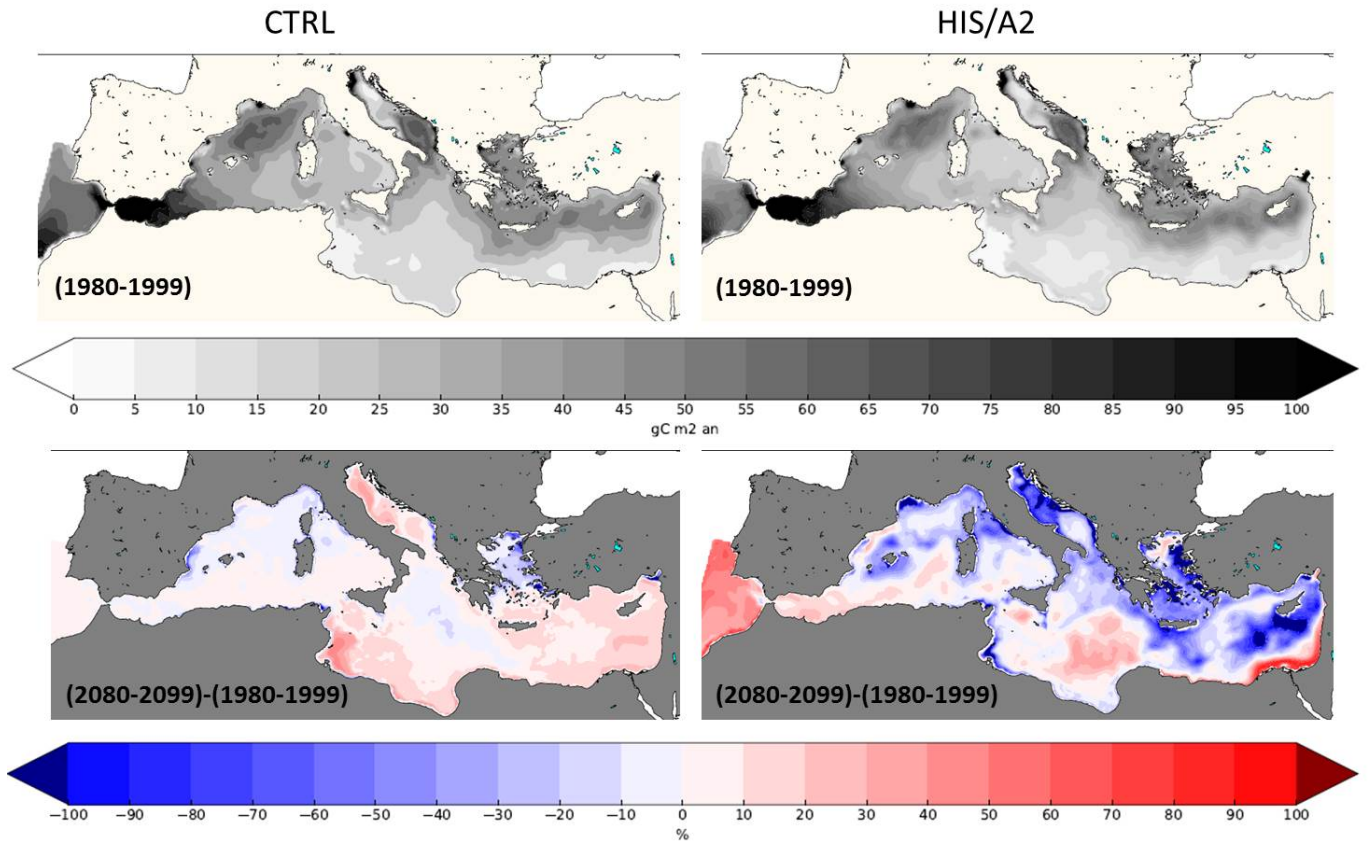 CTRL HIS/A2
(1980-1999) (1980-1999)
0 5 10 15 20 25 30 35 40 45 50 55 60 65 70 75 80 85 90 95 100
gC m2 an
(2080-2099)-(1980-1999) (2080-2099)-(1980-1999)
−100 −90 −80 −70 −60 −50 −40 −30 −20 −10 0 10 20 30 40 50 60 70 80 90 100
%